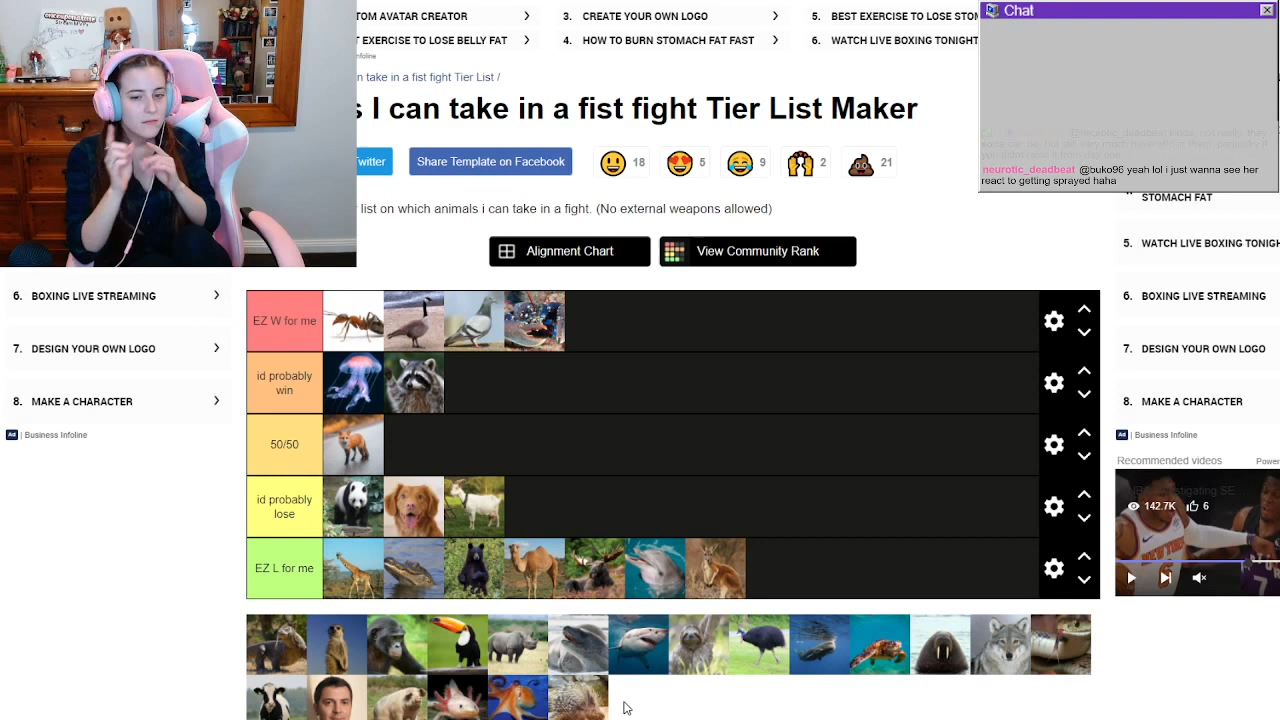 TOM AVATAR CREATOR
3. CREATE YOUR OWN LOGO
5. BEST EXERCISE TO LOSE STOM
T EXERCISE TO LOSE BELLY FAT
4. HOW TO BURN STOMACH FAT FAST
6. WATCH LIVE BOXING TONIGHT
nfoline
n take in a fist fight Tier List /
s I can take in a fist fight Tier List Maker
Twitter
Share Template on Facebook
18
5
9
2
21
list on which animals i can take in a fight. (No external weapons allowed)
Alignment Chart
View Community Rank
Chat
neurotic_deadbeat @buko96 yeah lol i just wanna see her
react to getting sprayed haha
STOMACH FAT
5. WATCH LIVE BOXING TONIGH
6. BOXING LIVE STREAMING
7. DESIGN YOUR OWN LOGO
8. MAKE A CHARACTER
Ad | Business Infoline
Recommended videos
Power
142.7K
6
6. BOXING LIVE STREAMING
7. DESIGN YOUR OWN LOGO
8. MAKE A CHARACTER
Ad | Business Infoline
EZ W for me
id probably
win
50/50
id probably
lose
EZ L for me
NEW YORK